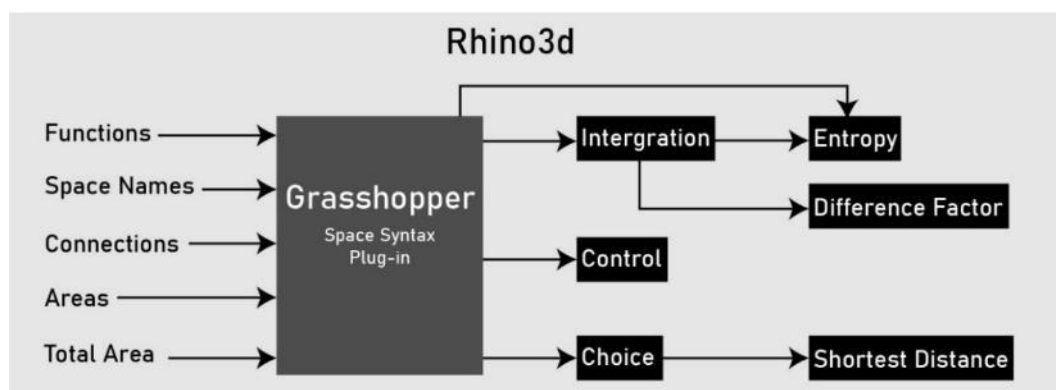 Rhino3d
Functions
Space Names
Connections
Areas
Total Area
Grasshopper
Space Syntax
Plug-in
Intergration
Entropy
Difference Factor
Control
Choice
Shortest Distance